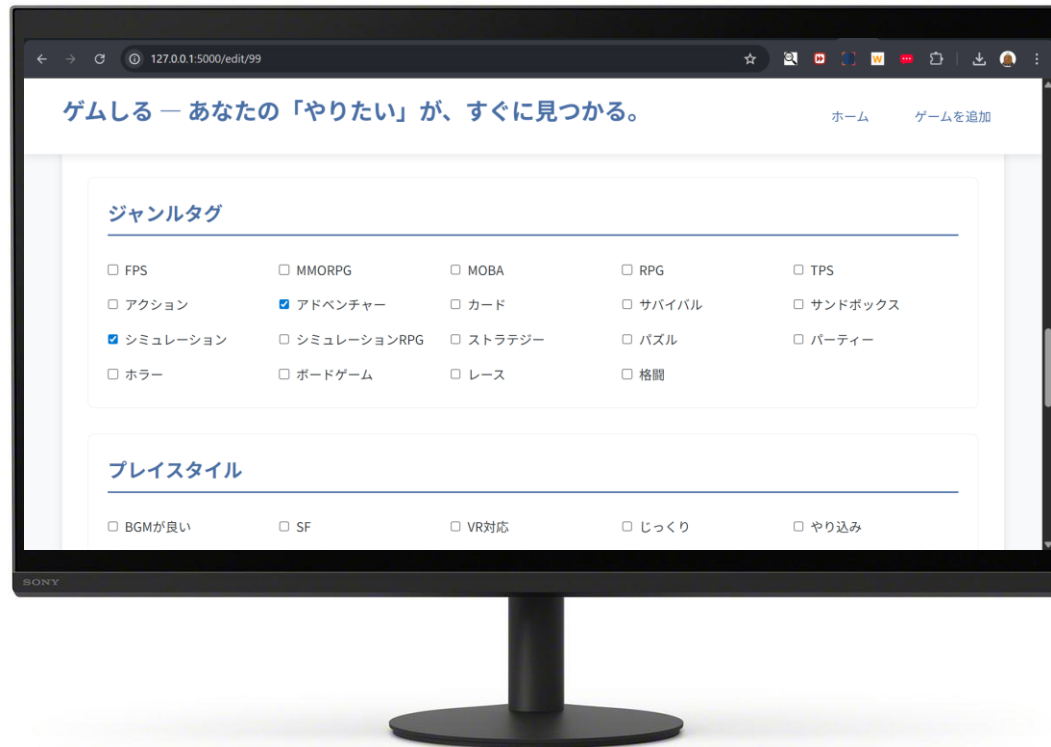 127.0.0.1:5000/edit/99
ゲムしる — あなたの「やりたい」が、すぐに見つかる。
ホーム ゲームを追加
ジャンルタグ
FPS MMORPG MOBA RPG TPS
アクション アドベンチャー カード サバイバル サンドボックス
シミュレーション シミュレーションRPG ストラテジー パズル パーティー
ホラー ボードゲーム レース 格闘
プレイスタイル
BGMが良い SF VR対応 じっくり やり込み
SONY